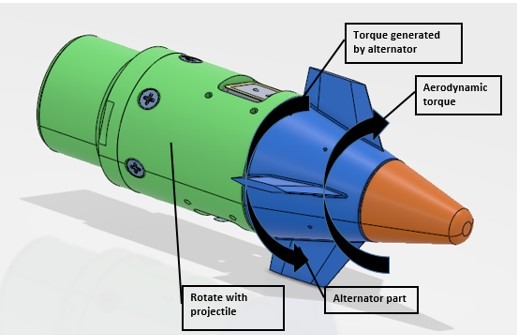 Torque generated
by alternator
Aerodynamic
torque
Rotate with
projectile
Alternator part